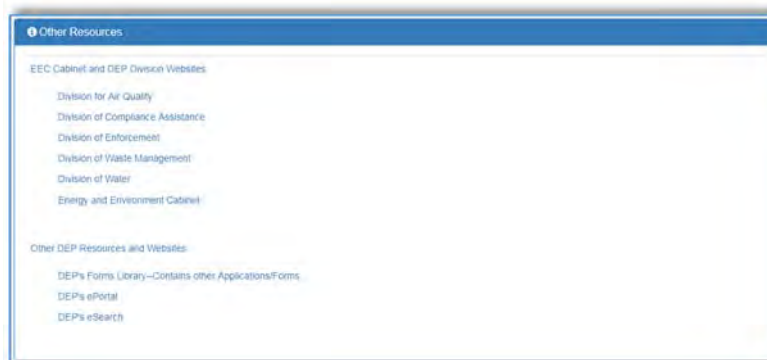 Other Resources
EEC Cabinet and DEP Division Websites
Division for Air Quality
Division of Compliance Assistance
Division of Enforcement
Division of Waste Management
Division of Water
Energy and Environment Cabinet
Other DEP Resources and Websites
DEP's Forms Library--Contains other Applications/Forms
DEP's ePortal
DEP's eSearch